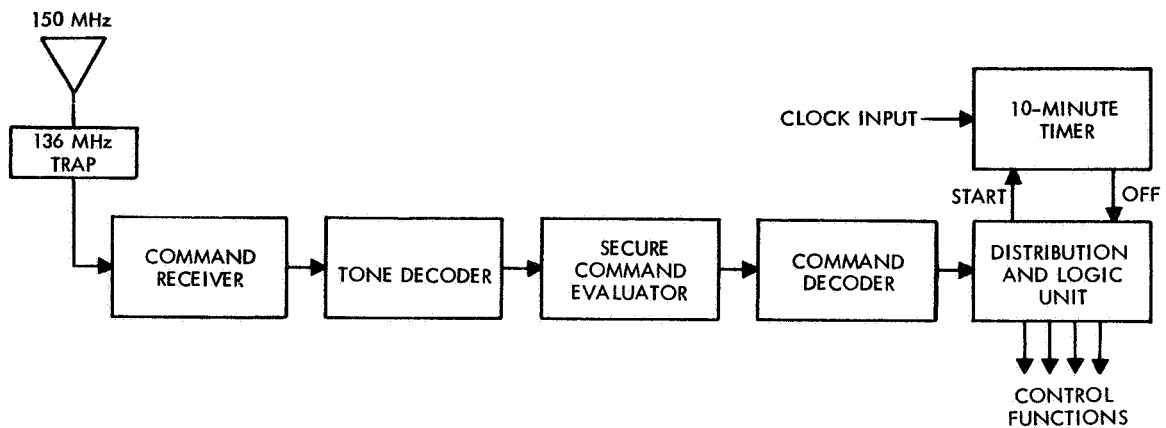 150 MHz
136 MHz
TRAP
CLOCK INPUT
10-MINUTE
TIMER
START
OFF
COMMAND
RECEIVER
TONE DECODER
SECURE
COMMAND
EVALUATOR
COMMAND
DECODER
DISTRIBUTION
AND LOGIC
UNIT
CONTROL
FUNCTIONS